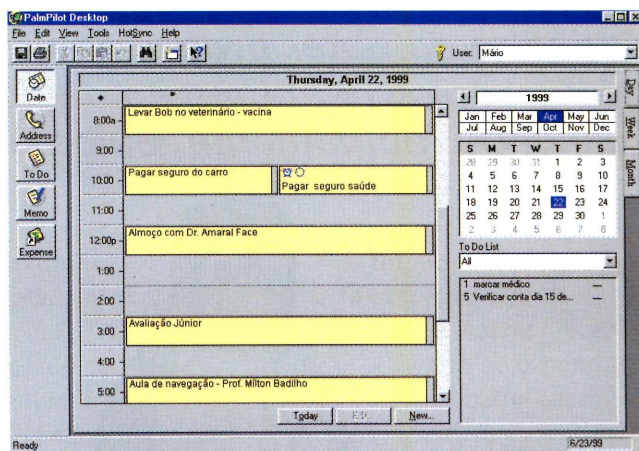 PalmPilot Desktop
File Edit View Tools HotSync Help
User: Mário
Date
Address
To Do
Memo
Expense
Thursday, April 22, 1999
8:00a Levar Bob no veterinário - vacina
9:00
10:00 Pagar seguro do carro Pagar seguro saúde
11:00
12:00p Almoço com Dr. Amaral Face
1:00
2:00
3:00 Avaliação Júnior
4:00
5:00 Aula de navegação - Prof. Milton Badilho
Today Edit New...
1999
Jan Feb Mar Apr May Jun
Jul Aug Sep Oct Nov Dec
S M T W T F S
28 29 30 31 1 2 3
4 5 6 7 8 9 10
11 12 13 14 15 16 17
18 19 20 21 22 23 24
25 26 27 28 29 30 1
2 3 4 5 6 7 8
To Do List
All
1 marcar médico —
5 Verificar conta dia 15 de... —
Day
Week
Month
Ready 6/23/99